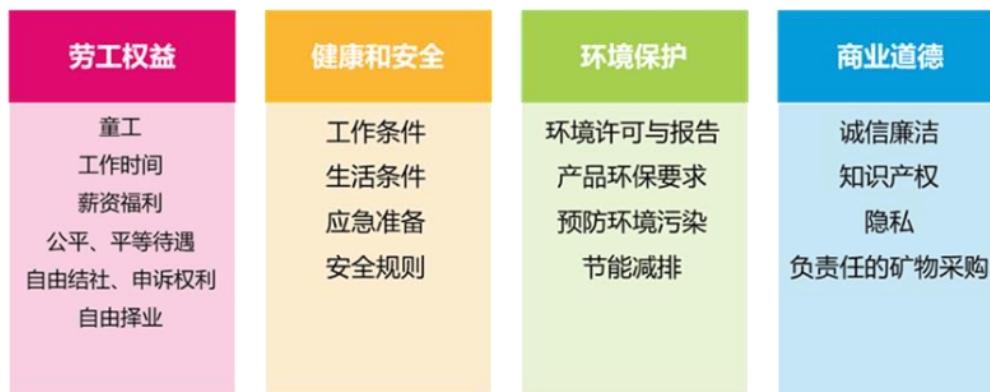 劳工权益
童工
工作时间
薪资福利
公平、平等待遇
自由结社、申诉权利
自由择业
健康和安全
工作条件
生活条件
应急准备
安全规则
环境保护
环境许可与报告
产品环保要求
预防环境污染
节能减排
商业道德
诚信廉洁
知识产权
隐私
负责任的矿物采购